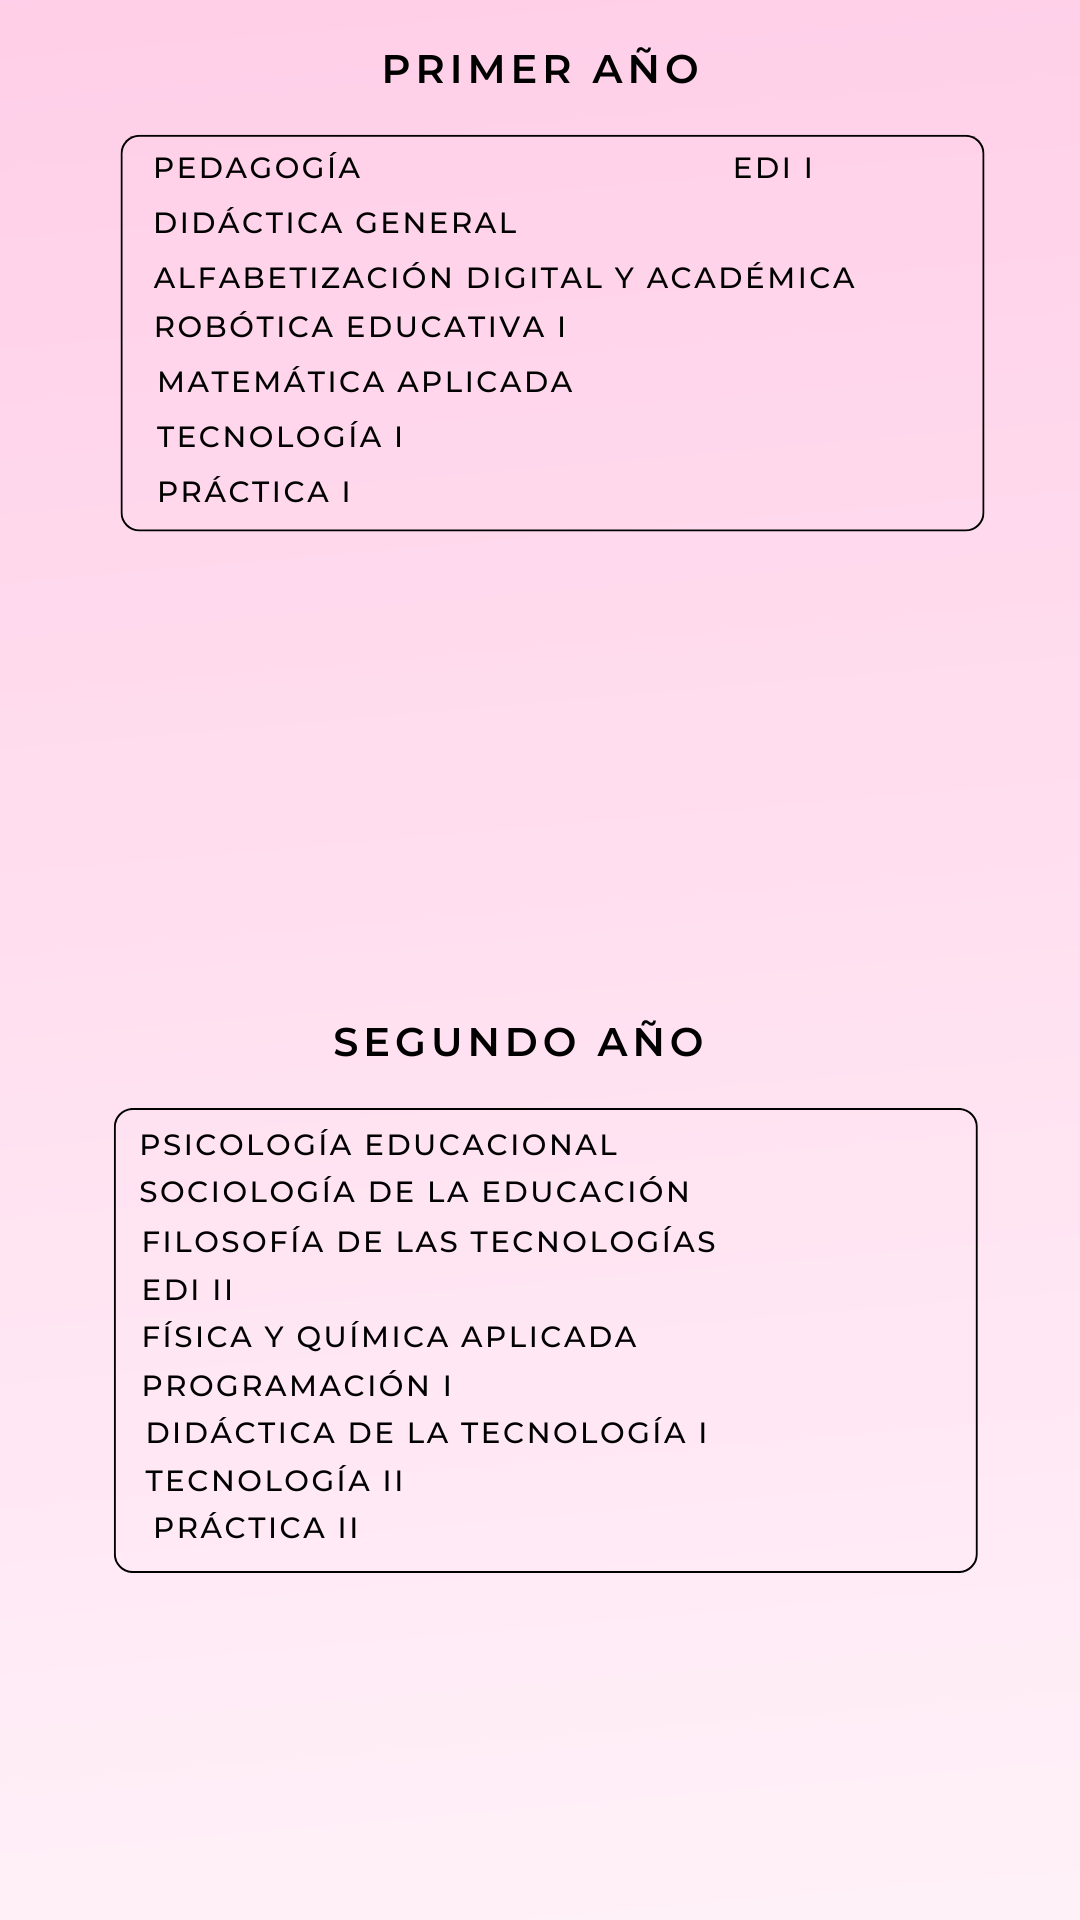 PRIMER AÑO
PEDAGOGÍA EDI I
DIDÁCTICA GENERAL
ALFABETIZACIÓN DIGITAL Y ACADÉMICA
ROBÓTICA EDUCATIVA I
MATEMÁTICA APLICADA
TECNOLOGÍA I
PRÁCTICA I
SEGUNDO AÑO
PSICOLOGÍA EDUCACIONAL
SOCIOLOGÍA DE LA EDUCACIÓN
FILOSOFÍA DE LAS TECNOLOGÍAS
EDI II
FÍSICA Y QUÍMICA APLICADA
PROGRAMACIÓN I
DIDÁCTICA DE LA TECNOLOGÍA I
TECNOLOGÍA II
PRÁCTICA II